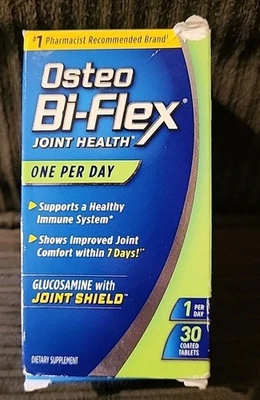 #1 Pharmacist Recommended Brand†
Osteo
Bi-Flex®
JOINT HEALTH*
ONE PER DAY
Supports a Healthy
Immune System*
Shows Improved Joint
Comfort within 7 Days!**
GLUCOSAMINE with
JOINT SHIELD™
1 PER
DAY
30
COATED
TABLETS
DIETARY SUPPLEMENT